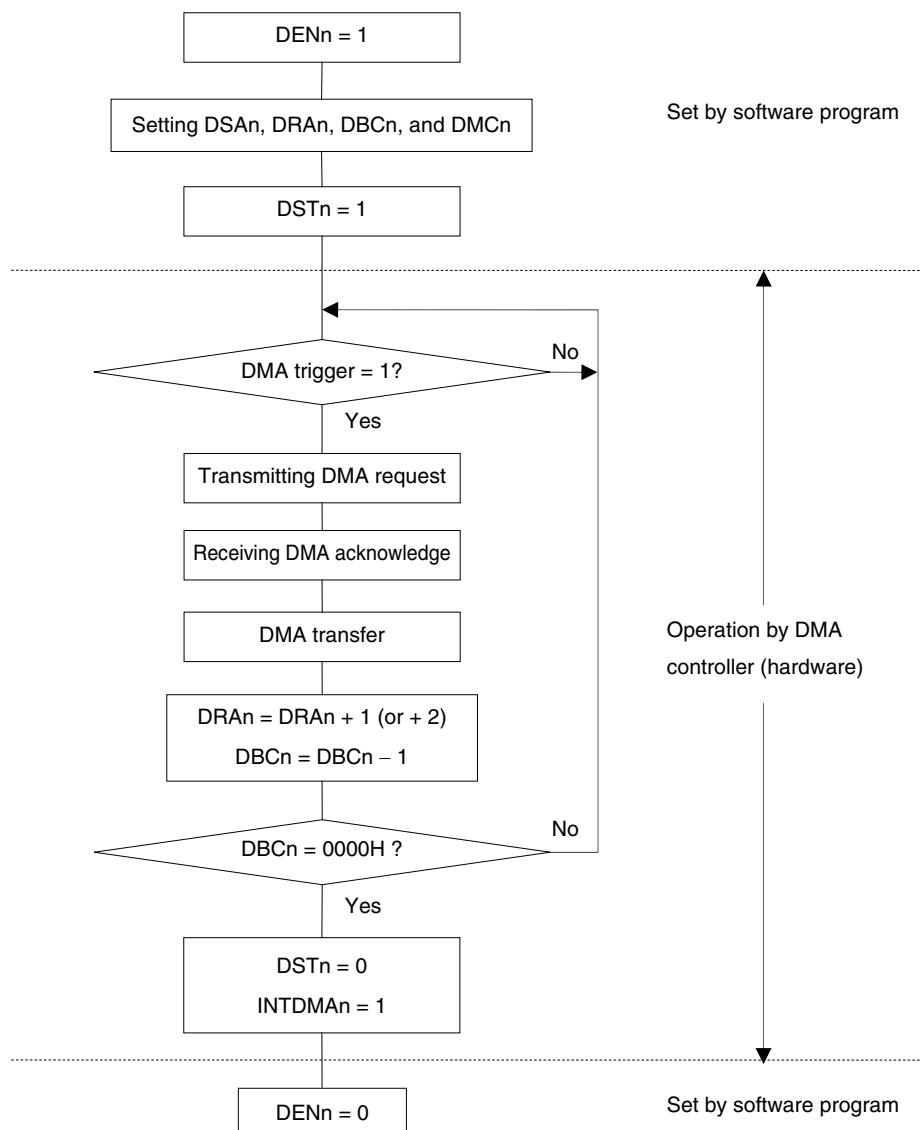 DENn = 1
Setting DSAn, DRAn, DBCn, and DMCn
Set by software program
DSTn = 1
DMA trigger = 1?
No
Yes
Transmitting DMA request
Receiving DMA acknowledge
DMA transfer
Operation by DMA
controller (hardware)
DRAn = DRAn + 1 (or + 2)
DBCn = DBCn − 1
DBCn = 0000H ?
No
Yes
DSTn = 0
INTDMAn = 1
DENn = 0
Set by software program